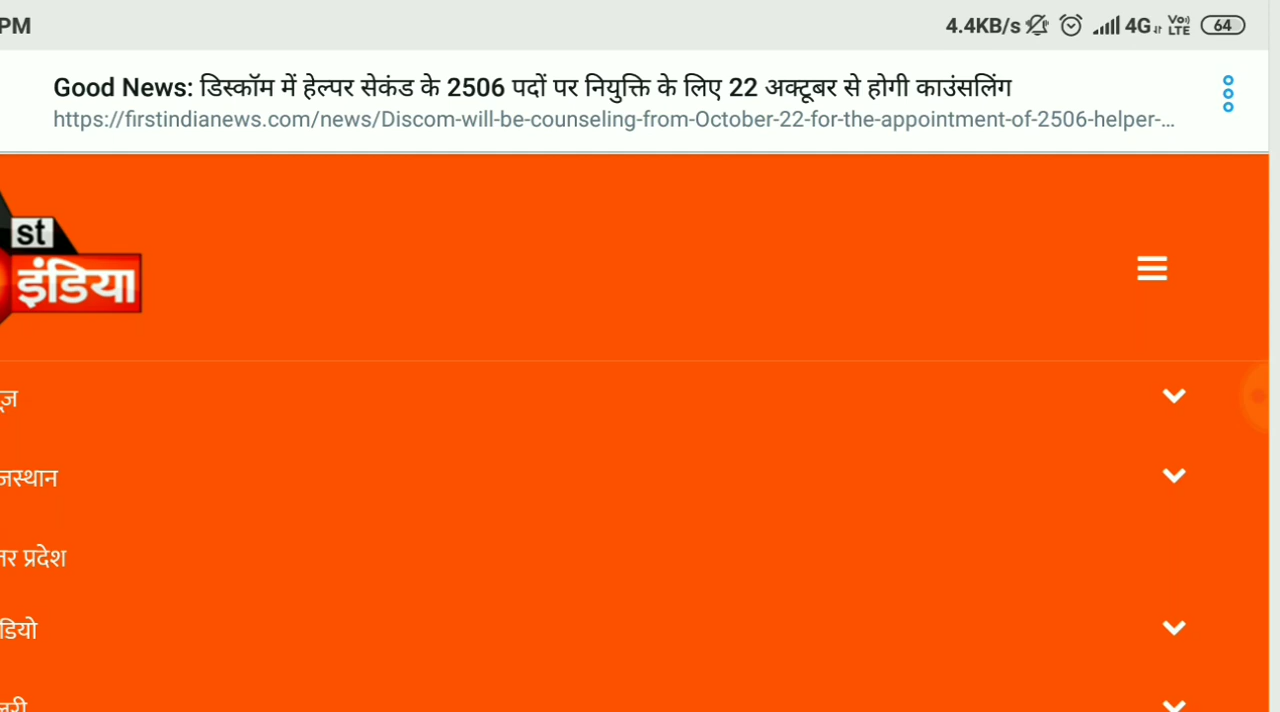 PM
4.4KB/s 4G Vo) LTE 64
Good News: डिस्कॉम में हेल्पर सेकंड के 2506 पदों पर नियुक्ति के लिए 22 अक्टूबर से होगी काउंसलिंग
https://firstindianews.com/news/Discom-will-be-counseling-from-October-22-for-the-appointment-of-2506-helper-...
st
इंडिया
प्रदेश